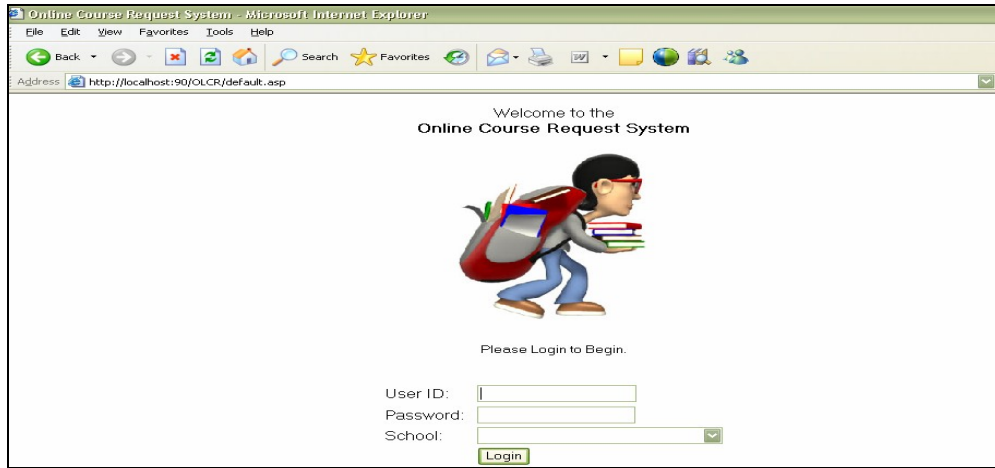 Online Course Request System - Microsoft Internet Explorer
File Edit View Favorites Tools Help
Back Search Favorites W
Address http://localhost:90/OLCR/default.asp
Welcome to the
Online Course Request System
Please Login to Begin.
User ID:
Password:
School:
Login